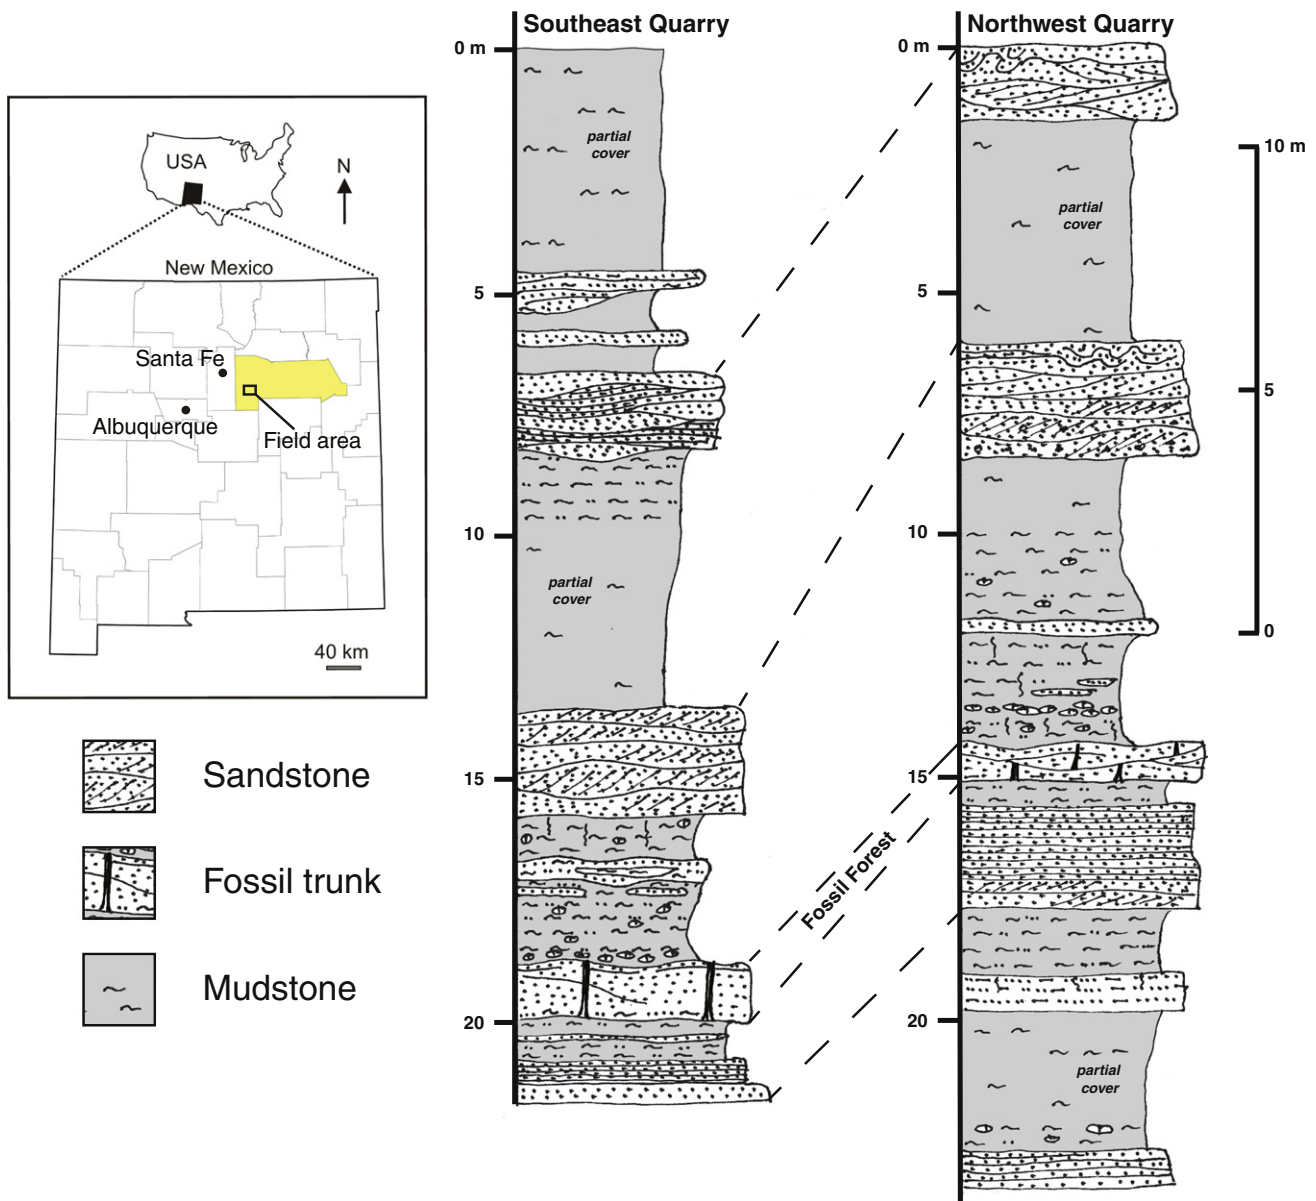 USA
N
New Mexico
Santa Fe
Albuquerque
Field area
40 km
Sandstone
Fossil trunk
Mudstone
Southeast Quarry
0 m
partial
cover
5
10
partial
cover
15
20
Fossil Forest
Northwest Quarry
0 m
partial
cover
5
10
15
20
partial
cover
10 m
5
0